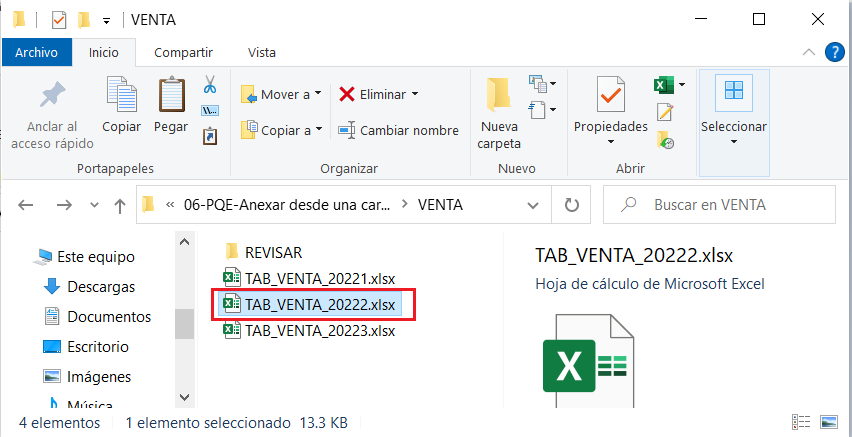 VENTA
Archivo Inicio Compartir Vista
Anclar al
acceso rápido
Copiar
Pegar
Portapapeles
Mover a
Copiar a
Eliminar
Cambiar nombre
Organizar
Nueva
carpeta
Nuevo
Propiedades
Abrir
Seleccionar
« 06-PQE-Anexar desde una car... > VENTA
Buscar en VENTA
Este equipo
Descargas
Documentos
Escritorio
Imágenes
Música
REVISAR
TAB_VENTA_20221.xlsx
TAB_VENTA_20222.xlsx
TAB_VENTA_20223.xlsx
TAB_VENTA_20222.xlsx
Hoja de cálculo de Microsoft Excel
X
4 elementos 1 elemento seleccionado 13.3 KB